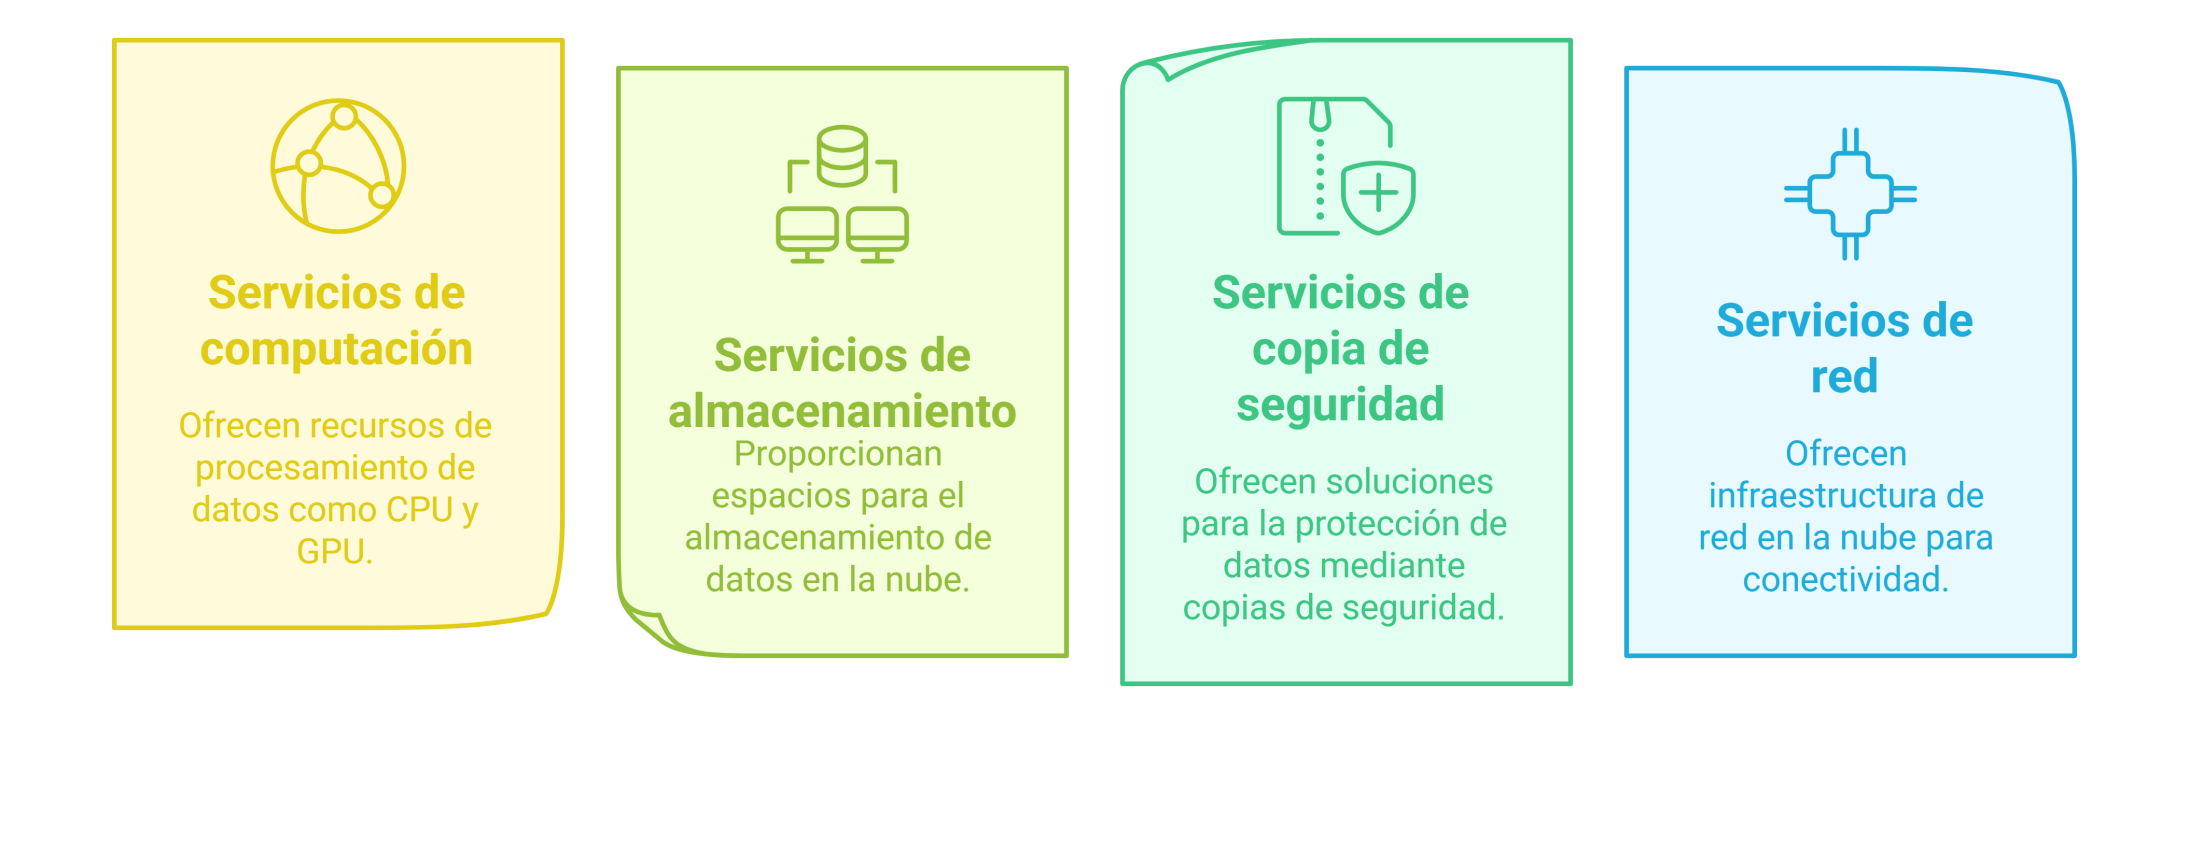 Servicios de
computación
Ofrecen recursos de
procesamiento de
datos como CPU y
GPU.
Servicios de
almacenamiento
Proporcionan
espacios para el
almacenamiento de
datos en la nube.
Servicios de
copia de
seguridad
Ofrecen soluciones
para la protección de
datos mediante
copias de seguridad.
Servicios de
red
Ofrecen
infraestructura de
red en la nube para
conectividad.